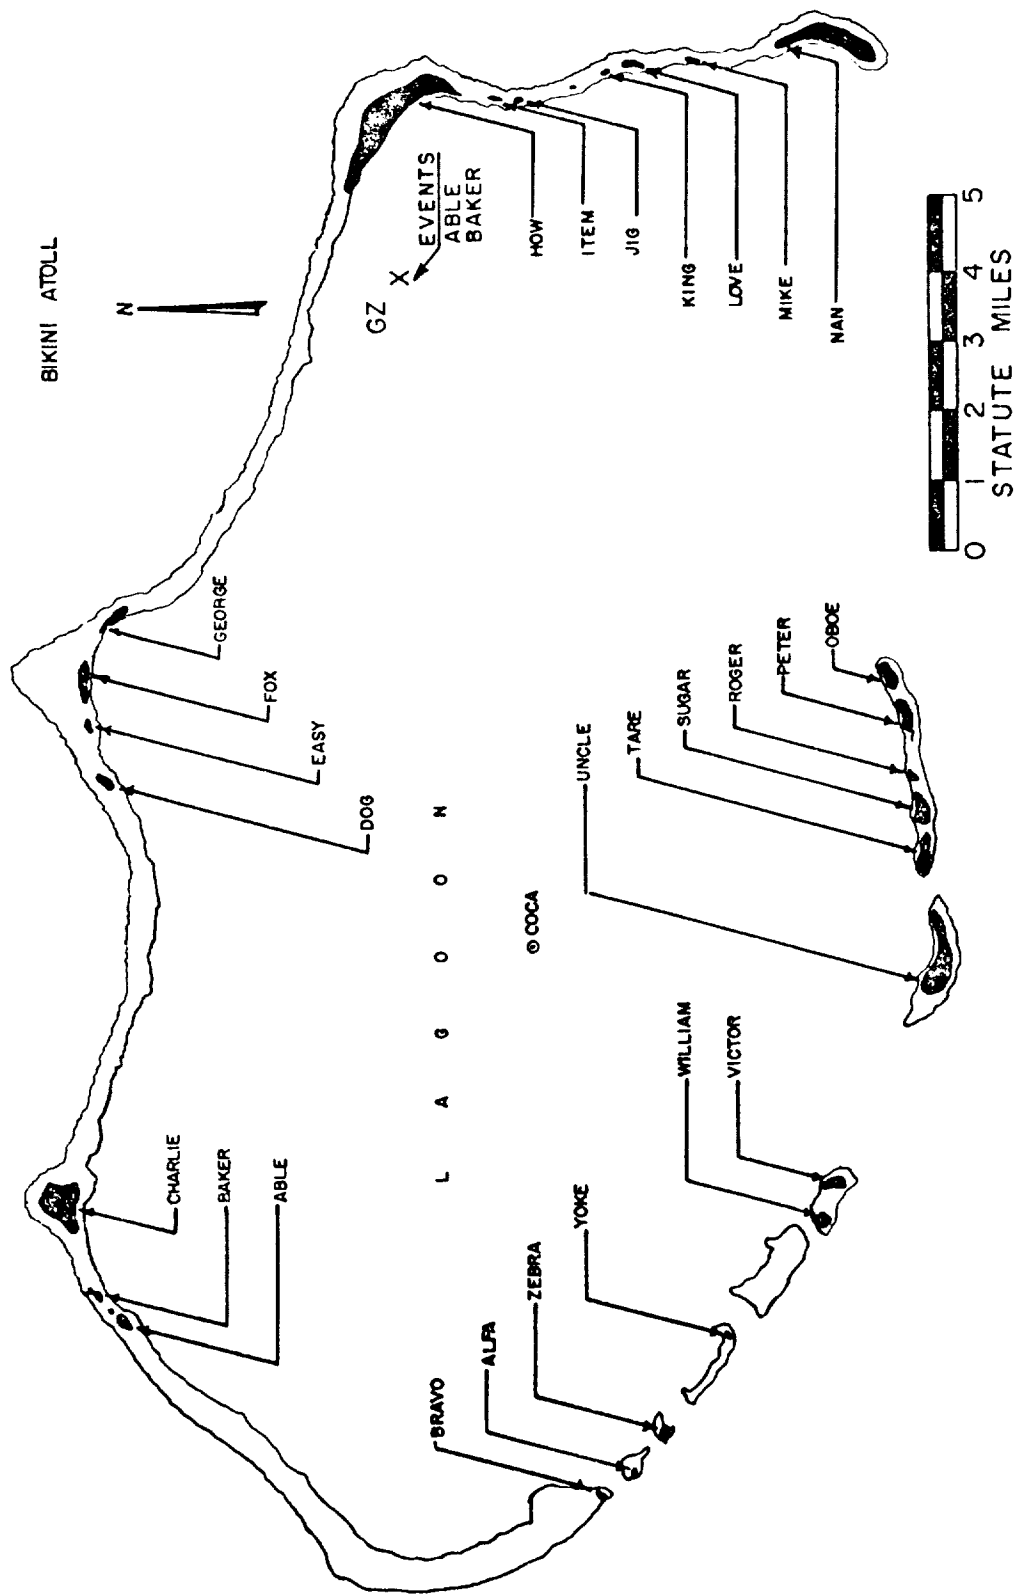 BIKINI ATOLL
N
GZ X
EVENTS
ABLE
BAKER
CHARLIE
BAKER
ABLE
GEORGE
FOX
EASY
DOG
HOW
ITEM
JIG
KING
LOVE
MIKE
NAN
LAGOON
COCA
BRAVO
ALFA
ZEBRA
YOKE
WILLIAM
VICTOR
UNCLE
TARE
SUGAR
ROGER
PETER
OBOE
0 1 2 3 4 5
STATUTE MILES